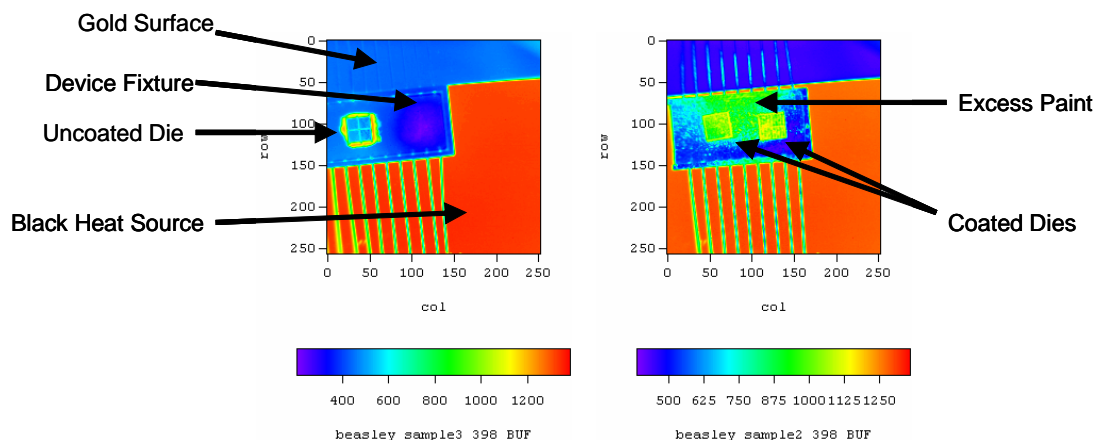 Gold Surface
Device Fixture
Uncoated Die
Black Heat Source
Excess Paint
Coated Dies
0
50
100
150
200
250
row
0 50 100 150 200 250
col
400 600 800 1000 1200
beasley sample3 398 BUF
0
50
100
150
200
250
row
0 50 100 150 200 250
col
500 625 750 875 1000 1125 1250
beasley sample2 398 BUF